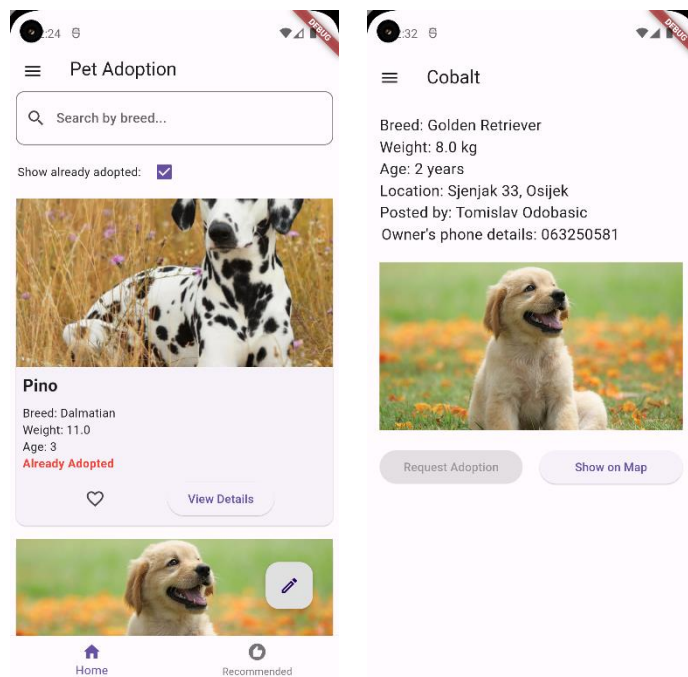 :24
DEBUG
Pet Adoption
Search by breed...
Show already adopted:
Pino
Breed: Dalmatian
Weight: 11.0
Age: 3
Already Adopted
View Details
Home
Recommended
:32
DEBUG
Cobalt
Breed: Golden Retriever
Weight: 8.0 kg
Age: 2 years
Location: Sjenjak 33, Osijek
Posted by: Tomislav Odobasic
Owner's phone details: 063250581
Request Adoption
Show on Map